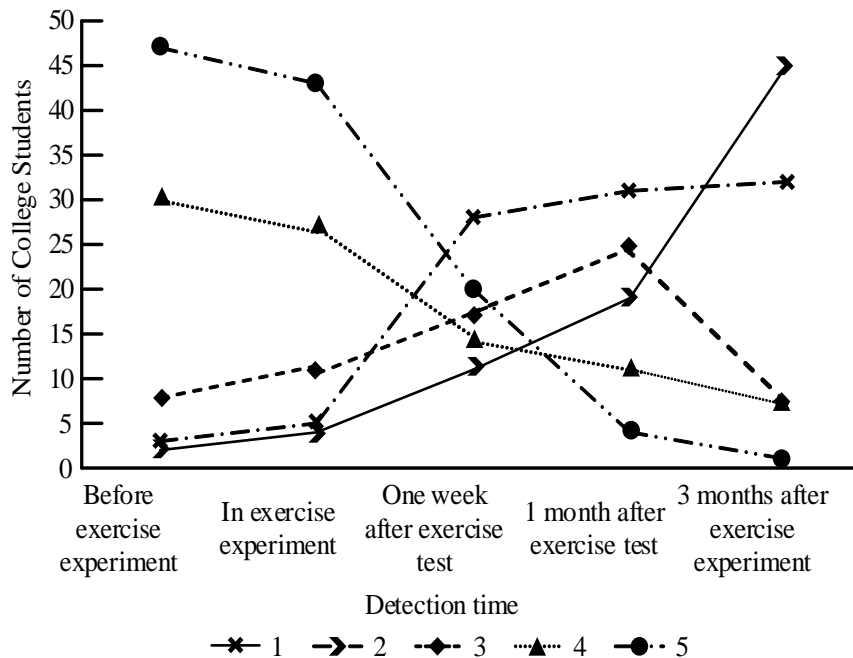 50
45
40
35
30
25
20
15
10
5
0
Number of College Students
Before
exercise
experiment
In exercise
experiment
One week
after exercise
test
1 month after
exercise test
3 months after
exercise
experiment
Detection time
1 2 3 4 5